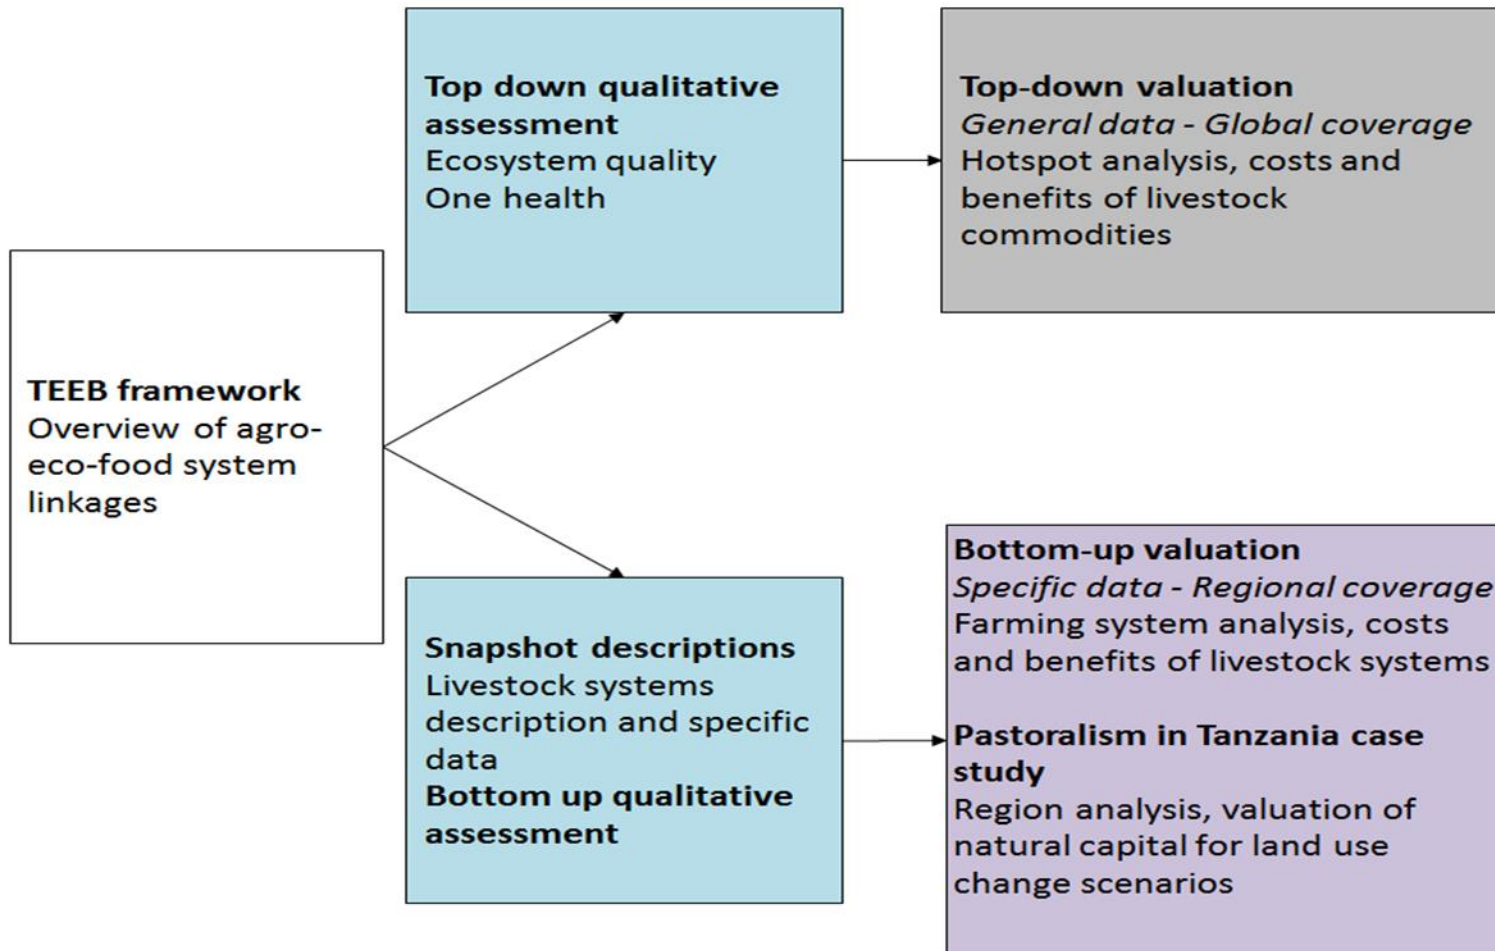 Top down qualitative
assessment
Ecosystem quality
One health
Top-down valuation
General data - Global coverage
Hotspot analysis, costs and
benefits of livestock
commodities
TEEB framework
Overview of agro-
eco-food system
linkages
Snapshot descriptions
Livestock systems
description and specific
data
Bottom up qualitative
assessment
Bottom-up valuation
Specific data - Regional coverage
Farming system analysis, costs
and benefits of livestock systems
Pastoralism in Tanzania case
study
Region analysis, valuation of
natural capital for land use
change scenarios